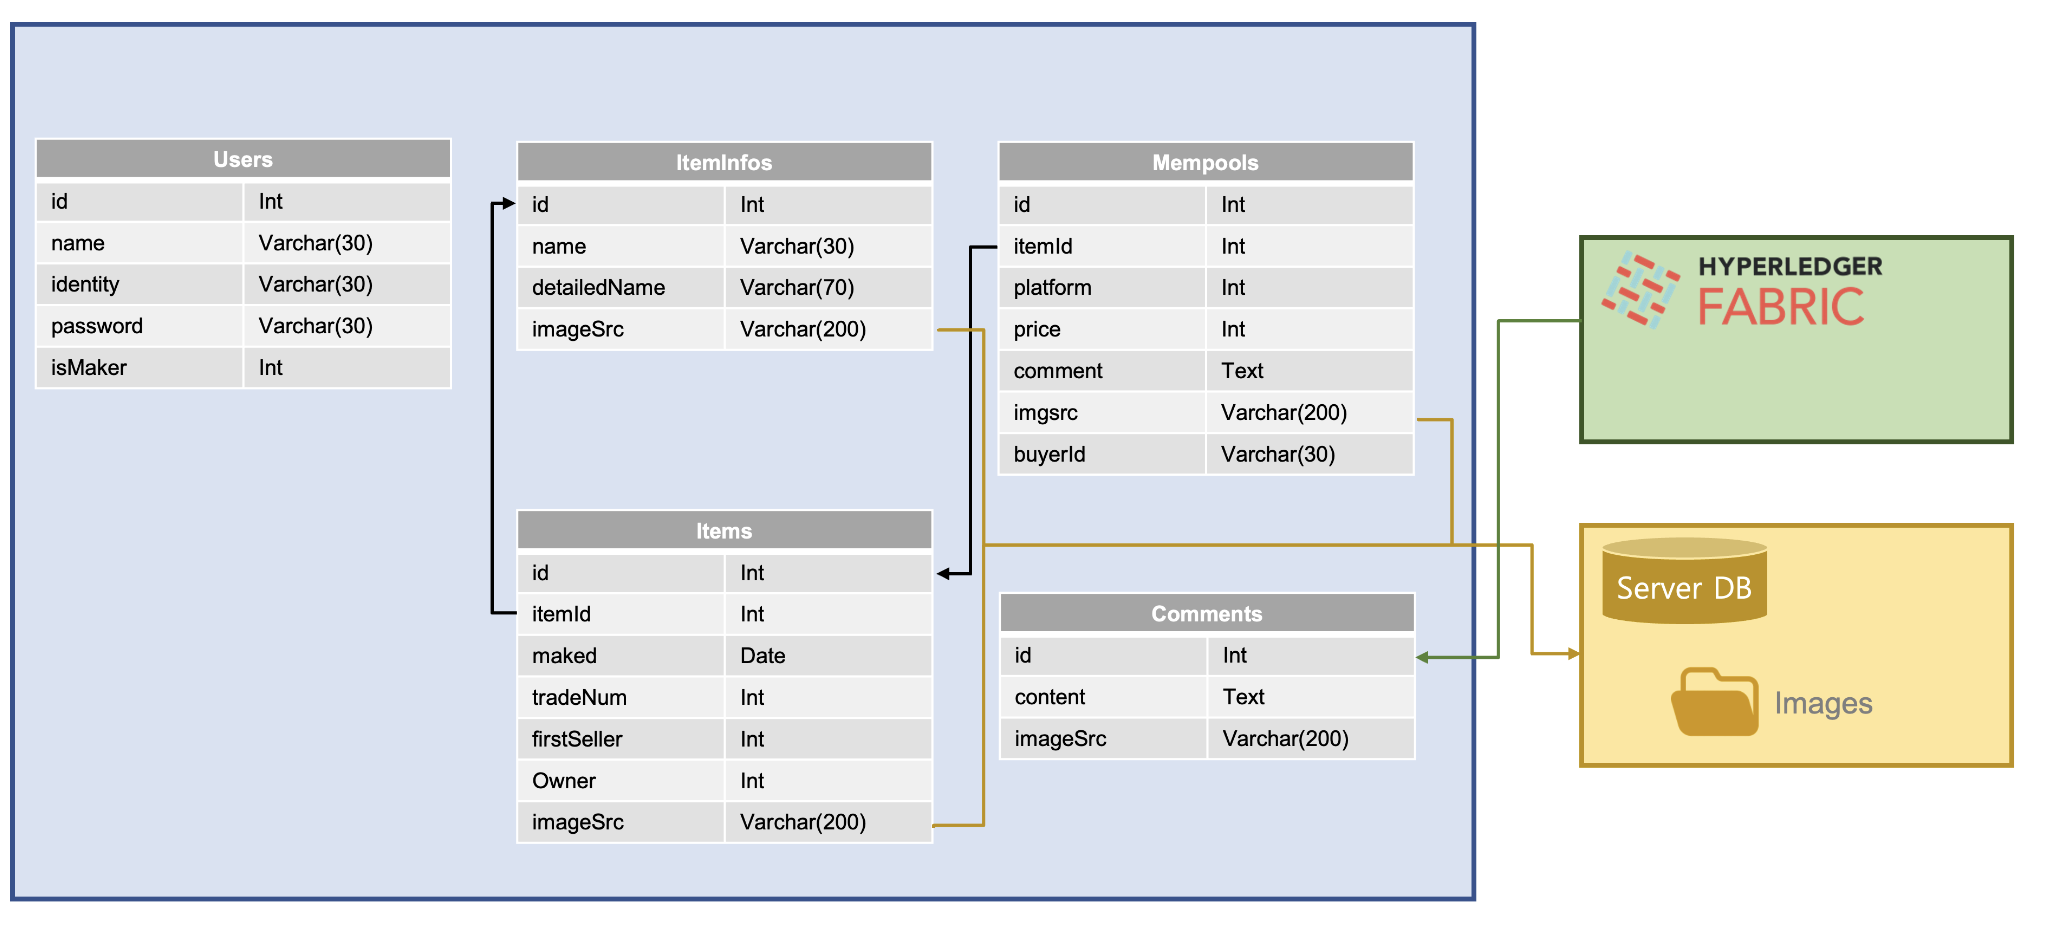 Users
id Int
name Varchar(30)
identity Varchar(30)
password Varchar(30)
isMaker Int
ItemInfos
id Int
name Varchar(30)
detailedName Varchar(70)
imageSrc Varchar(200)
Mempools
id Int
itemId Int
platform Int
price Int
comment Text
imgsrc Varchar(200)
buyerId Varchar(30)
Items
id Int
itemId Int
maked Date
tradeNum Int
firstSeller Int
Owner Int
imageSrc Varchar(200)
Comments
id Int
content Text
imageSrc Varchar(200)
HYPERLEDGER
FABRIC
Server DB
Images